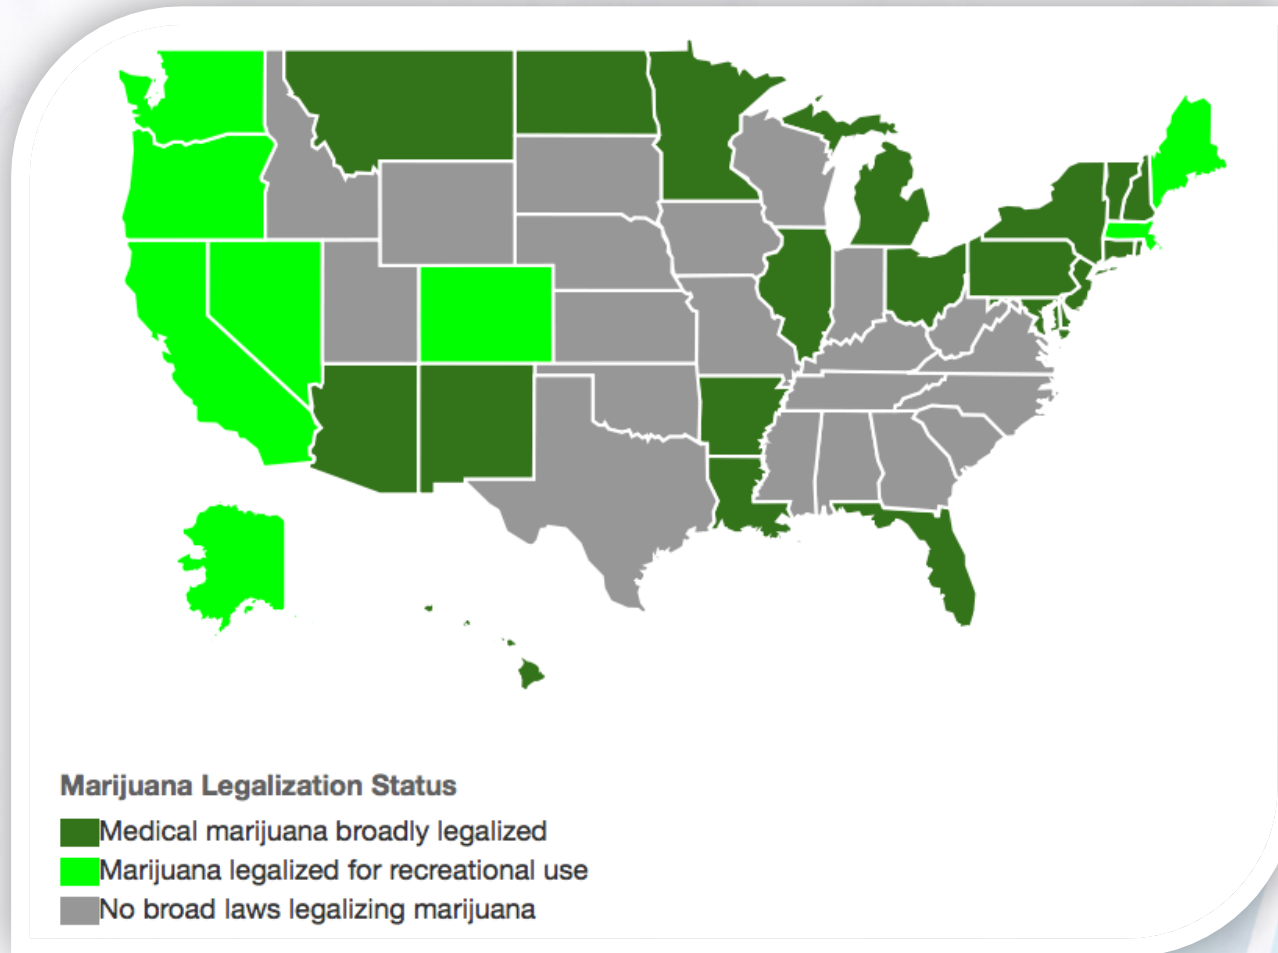 Marijuana Legalization Status
Medical marijuana broadly legalized
Marijuana legalized for recreational use
No broad laws legalizing marijuana